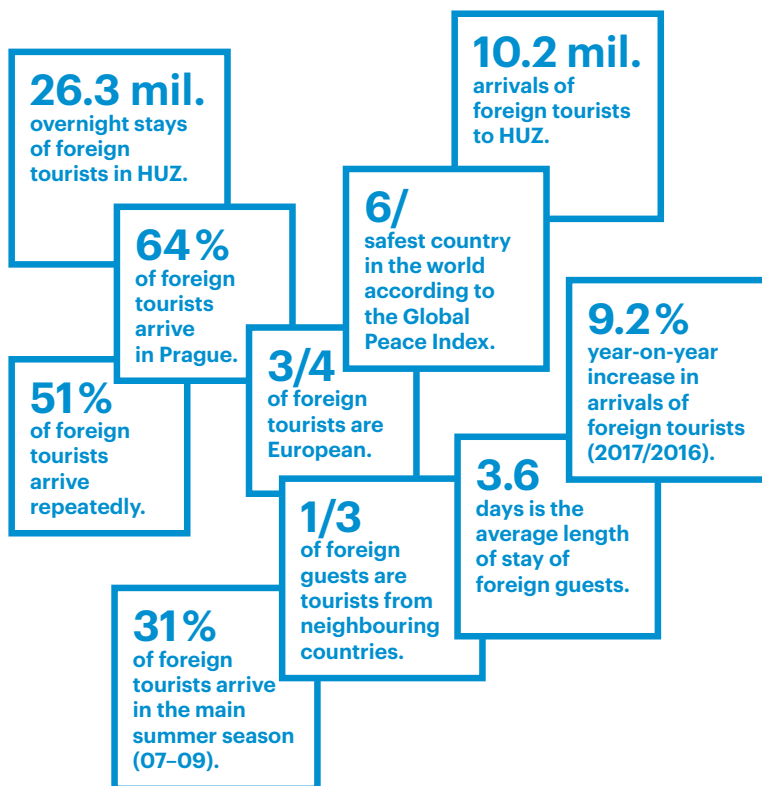 26.3 mil.
overnight stays
of foreign
tourists in HUZ.
10.2 mil.
arrivals of
foreign tourists
to HUZ.
64 %
of foreign
tourists
arrive
in Prague.
6/
safest country
in the world
according to
the Global
Peace Index.
9.2 %
year-on-year
increase in
arrivals of
foreign tourists
(2017/2016).
51 %
of foreign
tourists
arrive
repeatedly.
3/4
of foreign
tourists are
European.
3.6
days is the
average length
of stay of
foreign guests.
1/3
of foreign
guests are
tourists from
neighbouring
countries.
31 %
of foreign
tourists arrive
in the main
summer season
(07–09).